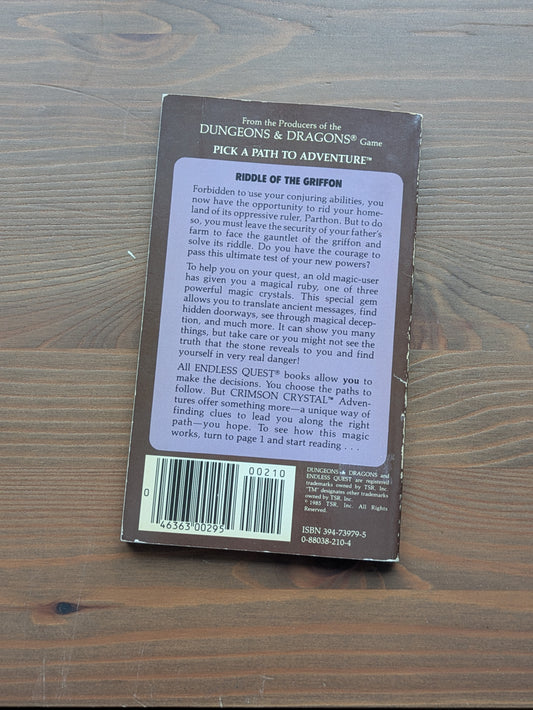 From the Producers of the
DUNGEONS & DRAGONS® Game
PICK A PATH TO ADVENTURE™
RIDDLE OF THE GRIFFON
Forbidden to use your conjuring abilities, you
now have the opportunity to rid your home-
land of its oppressive ruler, Parthon. But to do
so, you must leave the security of your father's
farm to face the gauntlet of the griffon and
solve its riddle. Do you have the courage to
pass this ultimate test of your new powers?
To help you on your quest, an old magic-user
has given you a magical ruby, one of three
powerful magic crystals. This special gem
allows you to translate ancient messages, find
hidden doorways, see through magical decep-
tion, and much more. It can show you many
things, but take care or you might not see the
truth that the stone reveals to you and find
yourself in very real danger!
All ENDLESS QUEST® books allow you to
make the decisions. You choose the paths to
follow. But CRIMSON CRYSTAL™ Adven-
tures offer something more—a unique way of
finding clues to lead you along the right
path—you hope. To see how this magic
works, turn to page 1 and start reading . . .
00210
0
46363 00295
DUNGEONS & DRAGONS and
ENDLESS QUEST are registered
trademarks owned by TSR, Inc.
"TM" designates other trademarks
owned by TSR, Inc.
© 1985 TSR, Inc. All Rights
Reserved.
ISBN 394-73979-5
0-88038-210-4